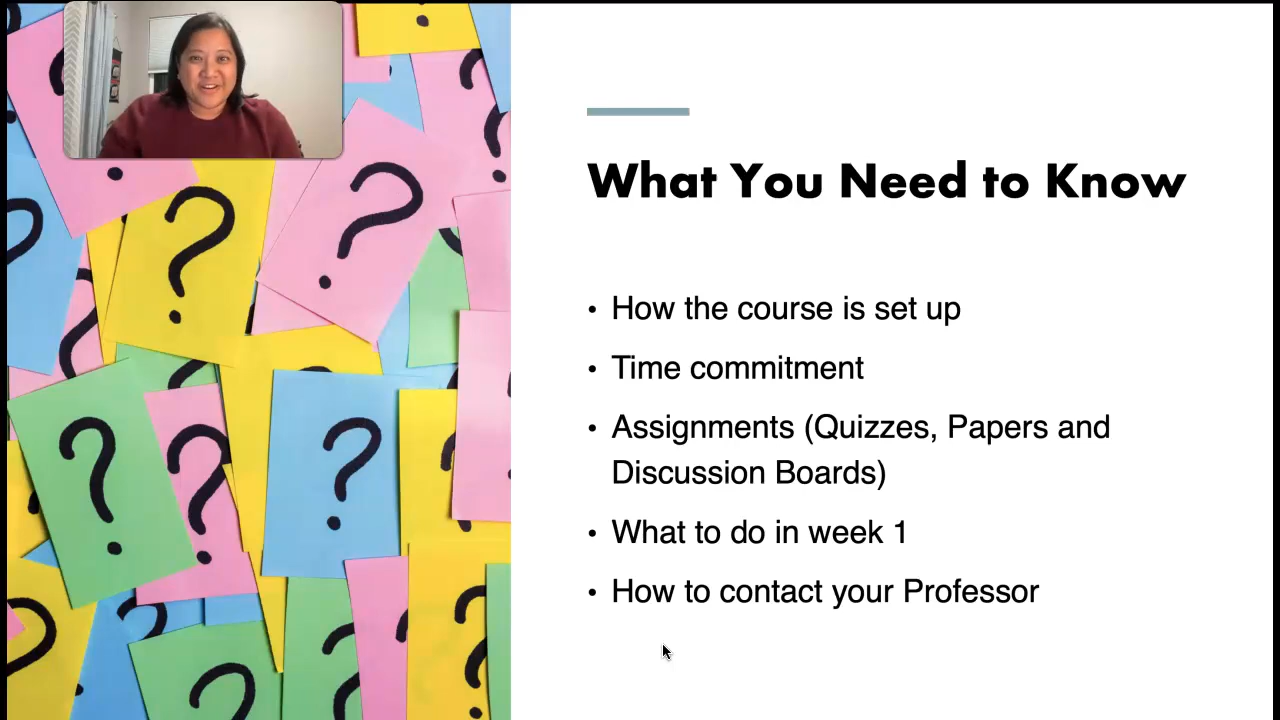 What You Need to Know
• How the course is set up
• Time commitment
• Assignments (Quizzes, Papers and
Discussion Boards)
• What to do in week 1
• How to contact your Professor